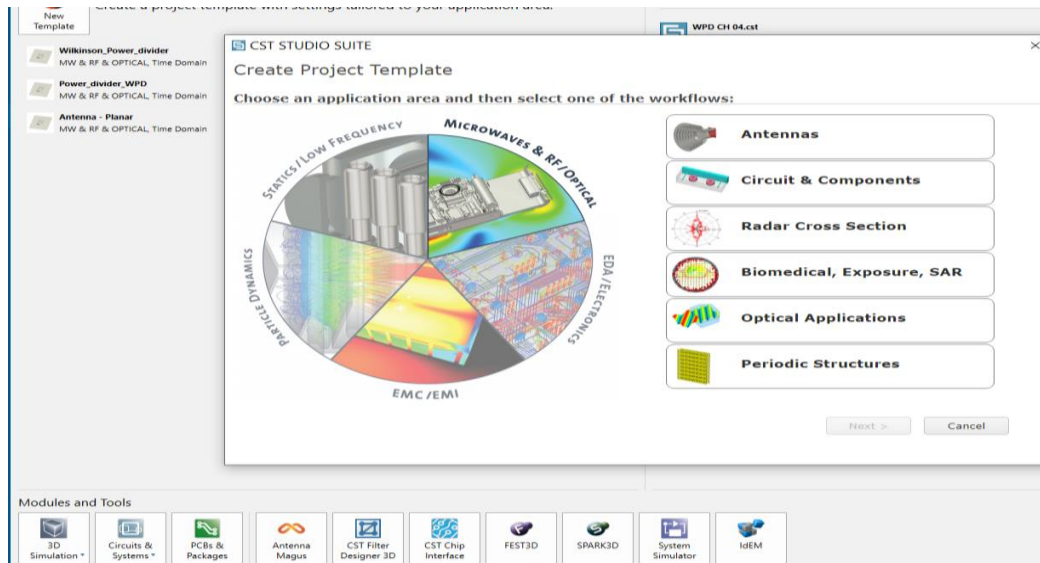 Create a project template with settings tailored to your application area.
New
Template
Wilkinson_Power_divider
MW & RF & OPTICAL, Time Domain
Power_divider_WPD
MW & RF & OPTICAL, Time Domain
Antenna - Planar
MW & RF & OPTICAL, Time Domain
WPD CH 04.cst
CST STUDIO SUITE
Create Project Template
Choose an application area and then select one of the workflows:
STATICS/LOW FREQUENCY
MICROWAVES & RF/OPTICAL
EDA/ELECTRONICS
EMC/EMI
PARTICLE DYNAMICS
Antennas
Circuit & Components
Radar Cross Section
Biomedical, Exposure, SAR
Optical Applications
Periodic Structures
Next >
Cancel
Modules and Tools
3D
Simulation
Circuits &
Systems
PCBs &
Packages
Antenna
Magus
CST Filter
Designer 3D
CST Chip
Interface
FEST3D
SPARK3D
System
Simulator
IdEM